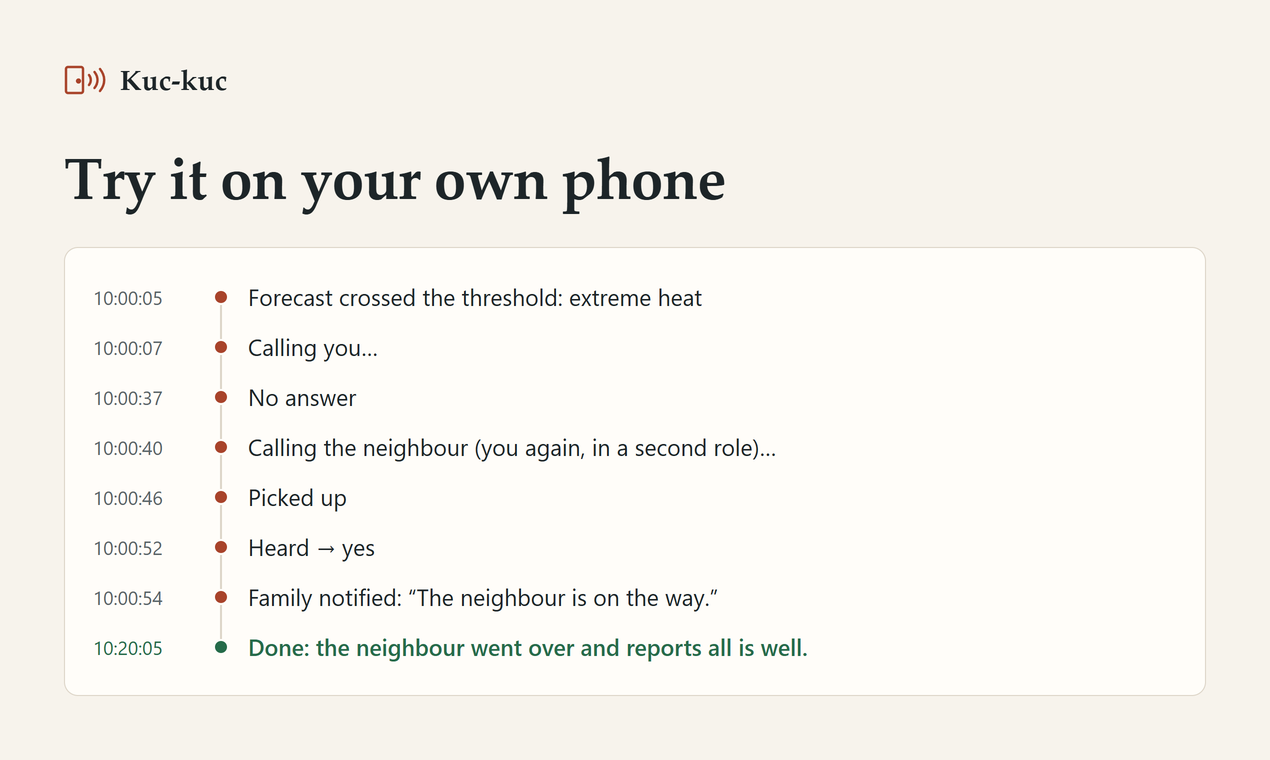 Kuc-kuc
Try it on your own phone
10:00:05 Forecast crossed the threshold: extreme heat
10:00:07 Calling you…
10:00:37 No answer
10:00:40 Calling the neighbour (you again, in a second role)…
10:00:46 Picked up
10:00:52 Heard → yes
10:00:54 Family notified: “The neighbour is on the way.”
10:20:05 Done: the neighbour went over and reports all is well.